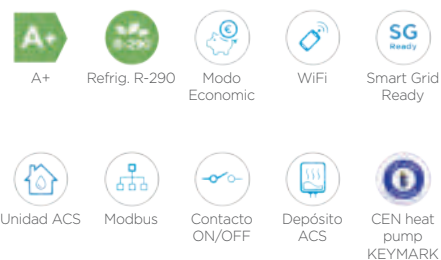 A+
R-290
€
SG
Ready
A+
Refrig. R-290
Modo
Economic
WiFi
Smart Grid
Ready
Unidad ACS
Modbus
Contacto
ON/OFF
Depósito
ACS
CEN heat
pump
KEYMARK